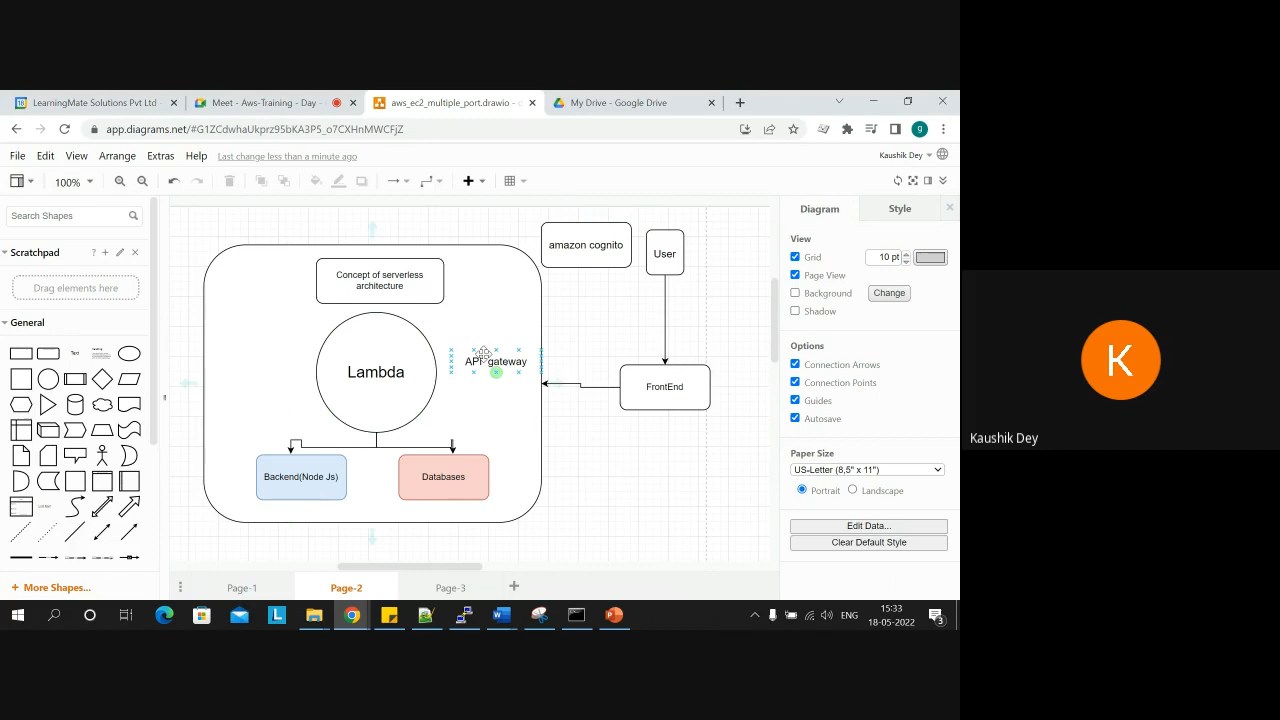 LearningMate Solutions Pvt Ltd -
Meet - Aws-Training - Day -
aws_ec2_multiple_port.drawio -
My Drive - Google Drive
app.diagrams.net/#G1ZCdwhaUkprz95bKA3P5_o7CXHnMWCFjZ
g
File Edit View Arrange Extras Help Last change less than a minute ago
Kaushik Dey
100%
Search Shapes
Scratchpad
?
Drag elements here
General
Text
More Shapes...
Concept of serverless
architecture
Lambda
API gateway
Backend(Node Js)
Databases
amazon cognito
User
FrontEnd
Diagram
Style
View
Grid
10 pt
Page View
Background
Change
Shadow
Options
Connection Arrows
Connection Points
Guides
Autosave
Paper Size
US-Letter (8,5" x 11")
Portrait
Landscape
Edit Data...
Clear Default Style
Page-1
Page-2
Page-3
L
ENG
15:33
18-05-2022
3
K
Kaushik Dey